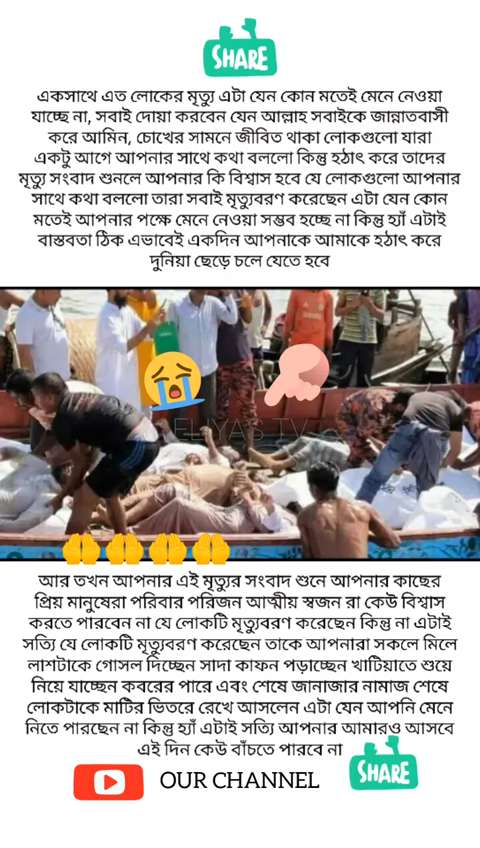 SHARE
একসাথে এত লোকের মৃত্যু এটা যেন কোন মতেই মেনে নেওয়া
যাচ্ছে না, সবাই দোয়া করবেন যেন আল্লাহ সবাইকে জান্নাতবাসী
করে আমিন, চোখের সামনে জীবিত থাকা লোকগুলো যারা
একটু আগে আপনার সাথে কথা বললো কিন্তু হঠাৎ করে তাদের
মৃত্যু সংবাদ শুনলে আপনার কি বিশ্বাস হবে যে লোকগুলো আপনার
সাথে কথা বললো তারা সবাই মৃত্যুবরণ করেছেন এটা যেন কোন
মতেই আপনার পক্ষে মেনে নেওয়া সম্ভব হচ্ছে না কিন্তু হ্যাঁ এটাই
বাস্তবতা ঠিক এভাবেই একদিন আপনাকে আমাকে হঠাৎ করে
দুনিয়া ছেড়ে চলে যেতে হবে
ELIYAS TV
আর তখন আপনার এই মৃত্যুর সংবাদ শুনে আপনার কাছের
প্রিয় মানুষেরা পরিবার পরিজন আত্মীয় স্বজন রা কেউ বিশ্বাস
করতে পারবেন না যে লোকটি মৃত্যুবরণ করেছেন কিন্তু না এটাই
সত্যি যে লোকটি মৃত্যুবরণ করেছেন তাকে আপনারা সকলে মিলে
লাশটাকে গোসল দিচ্ছেন সাদা কাফন পড়াচ্ছেন খাটিয়াতে শুয়ে
নিয়ে যাচ্ছেন কবরের পারে এবং শেষে জানাজার নামাজ শেষে
লোকটাকে মাটির ভিতরে রেখে আসলেন এটা যেন আপনি মেনে
নিতে পারছেন না কিন্তু হ্যাঁ এটাই সত্যি আপনার আমারও আসবে
এই দিন কেউ বাঁচতে পারবে না
OUR CHANNEL
SHARE